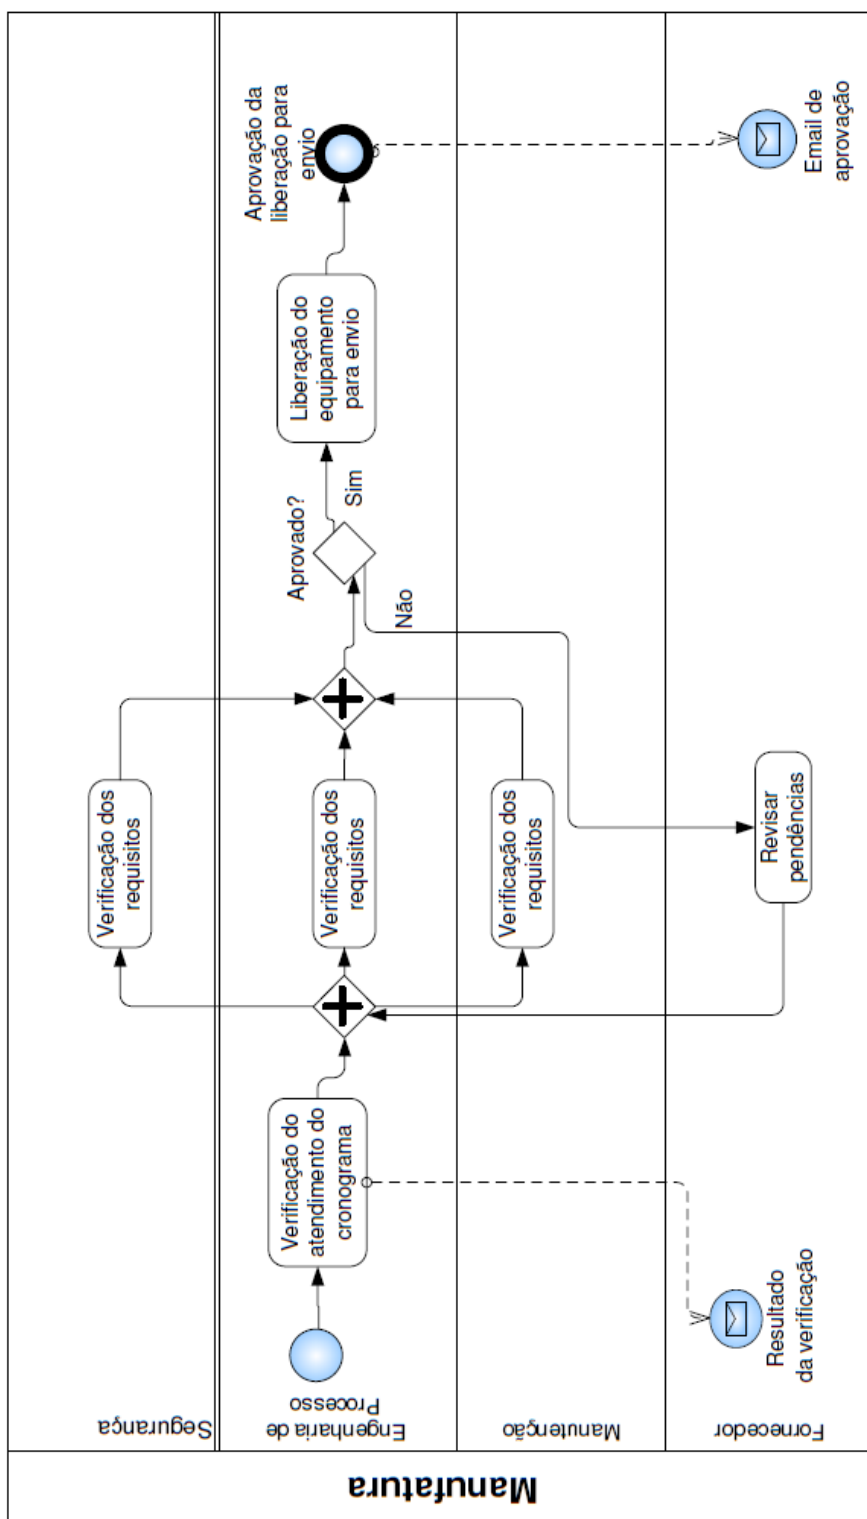 Manufatura
Segurança
Engenharia de
Processo
Manutenção
Fornecedor
Verificação do
atendimento do
cronograma
Resultado
da verificação
Verificação dos
requisitos
Verificação dos
requisitos
Verificação dos
requisitos
Revisar
pendências
Aprovado?
Sim
Não
Liberação do
equipamento
para envio
Aprovação da
liberação para
envio
Email de
aprovação